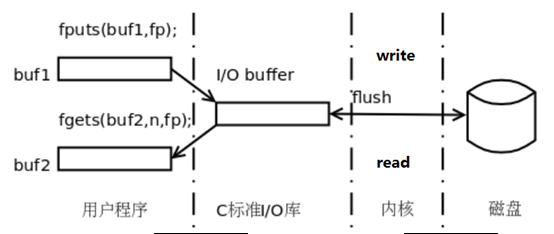 fputs(buf1,fp);
buf1
I/O buffer
write
flush
fgets(buf2,n,fp);
buf2
read
用户程序
C标准I/O库
内核
磁盘